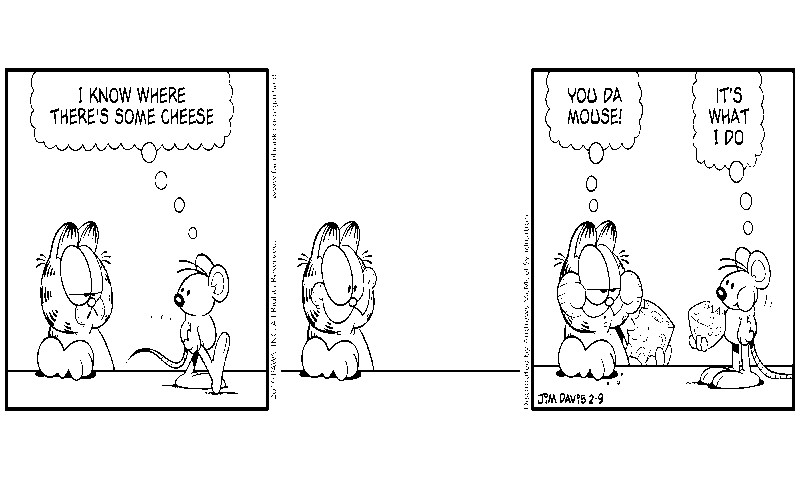 I KNOW WHERE
THERE'S SOME CHEESE
YOU DA
MOUSE!
IT'S
WHAT
I DO
JIM DAVIS 2-9